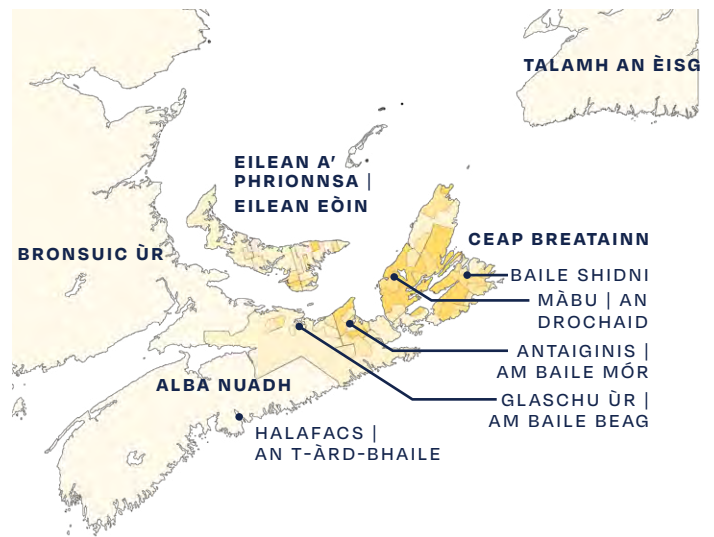 TALAMH AN ÈISG
EILEAN A’
PHRIONNSA |
EILEAN EÒIN
CEAP BREATAINN
BRONSUIC ÙR
BAILE SHIDNI
MÀBU | AN
DROCHAID
ANTAIGINIS |
AM BAILE MÓR
ALBA NUADH
GLASCHU ÙR |
AM BAILE BEAG
HALAFACS |
AN T-ÀRD-BHAILE